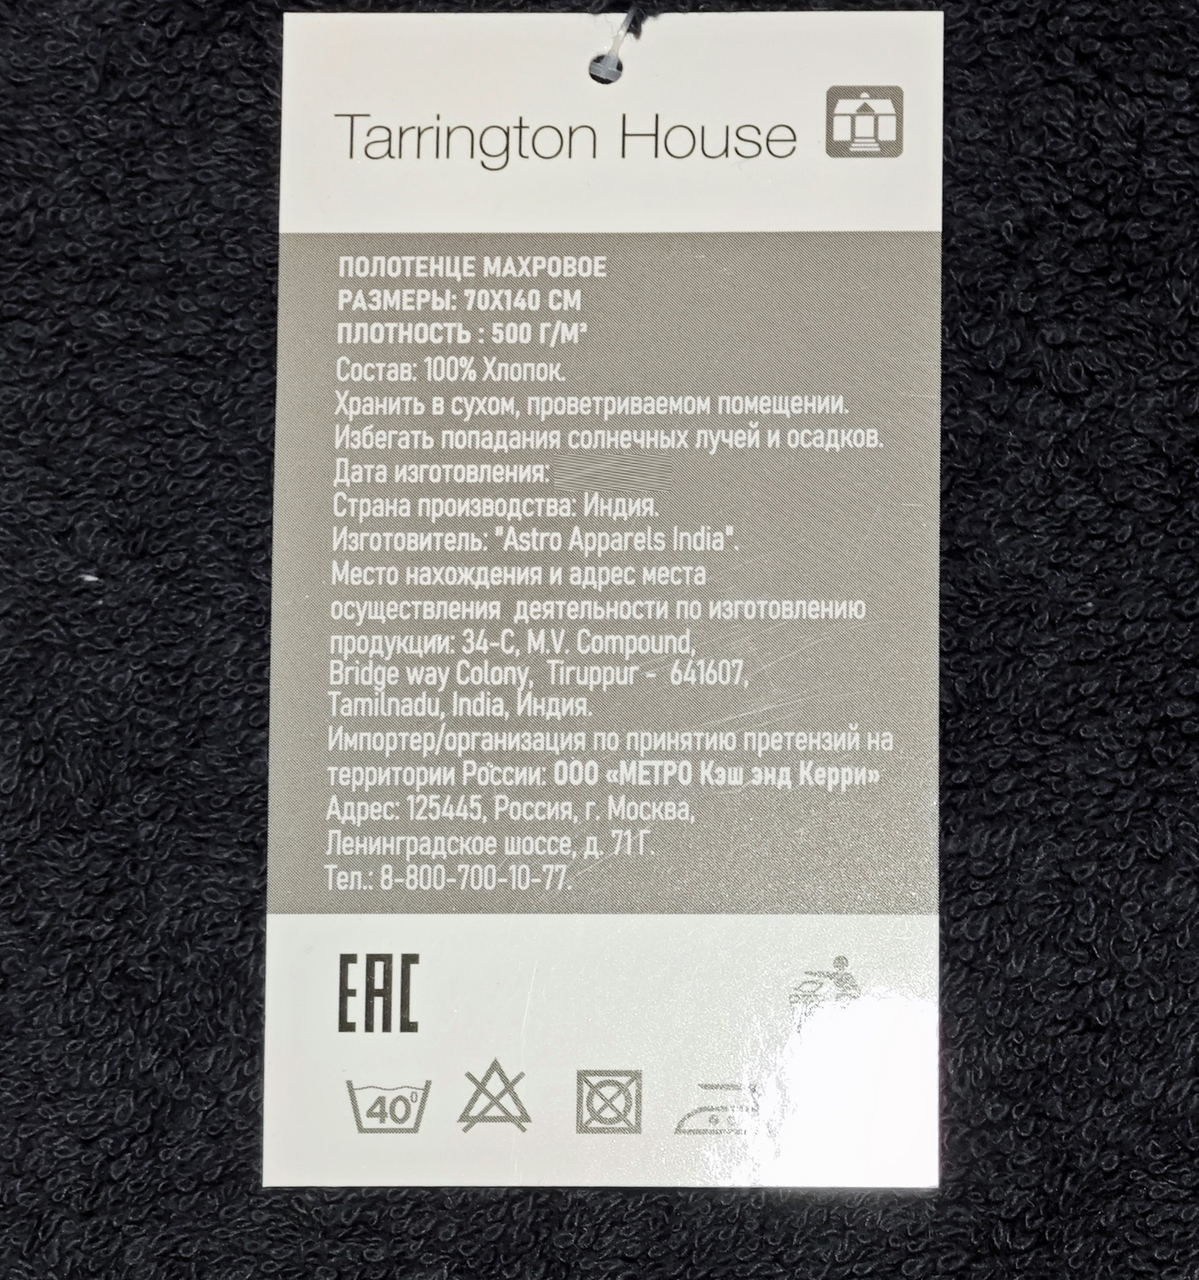 Tarrington House
ПОЛОТЕНЦЕ МАХРОВОЕ
РАЗМЕРЫ: 70X140 СМ
ПЛОТНОСТЬ : 500 Г/М²
Состав: 100% Хлопок.
Хранить в сухом, проветриваемом помещении.
Избегать попадания солнечных лучей и осадков.
Дата изготовления:
Страна производства: Индия.
Изготовитель: "Astro Apparels India".
Место нахождения и адрес места
осуществления деятельности по изготовлению
продукции: 34-C, M.V. Compound,
Bridge way Colony, Tiruppur - 641607,
Tamilnadu, India, Индия.
Импортер/организация по принятию претензий на
территории России: ООО «МЕТРО Кэш энд Керри»
Адрес: 125445, Россия, г. Москва,
Ленинградское шоссе, д. 71Г.
Тел.: 8-800-700-10-77.
EAC
40⁰